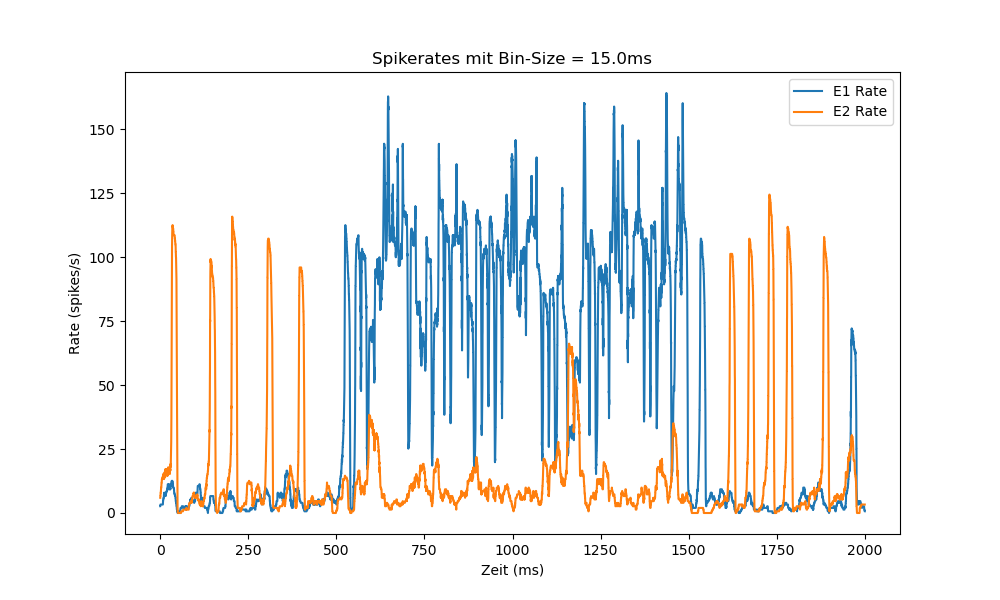 Spikerates mit Bin-Size = 15.0ms
E1 Rate
E2 Rate
Rate (spikes/s)
150
125
100
75
50
25
0
0 250 500 750 1000 1250 1500 1750 2000
Zeit (ms)